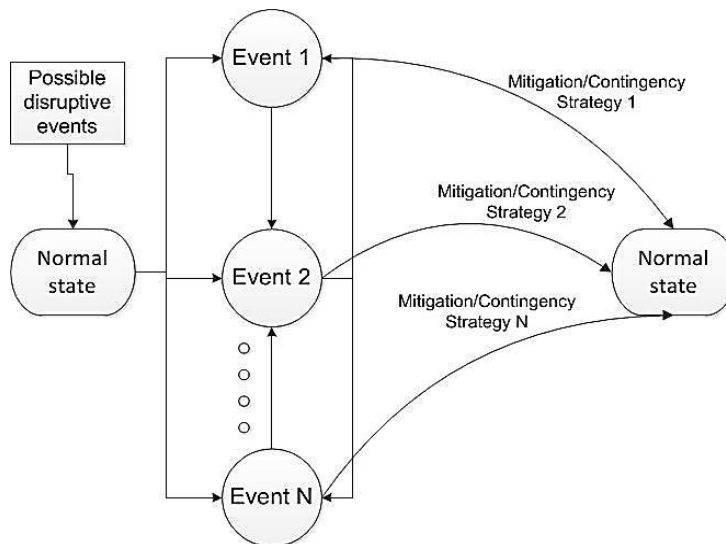 Event 1
Possible
disruptive
events
Mitigation/Contingency
Strategy 1
Mitigation/Contingency
Strategy 2
Normal
state
Event 2
Normal
state
Mitigation/Contingency
Strategy N
Event N